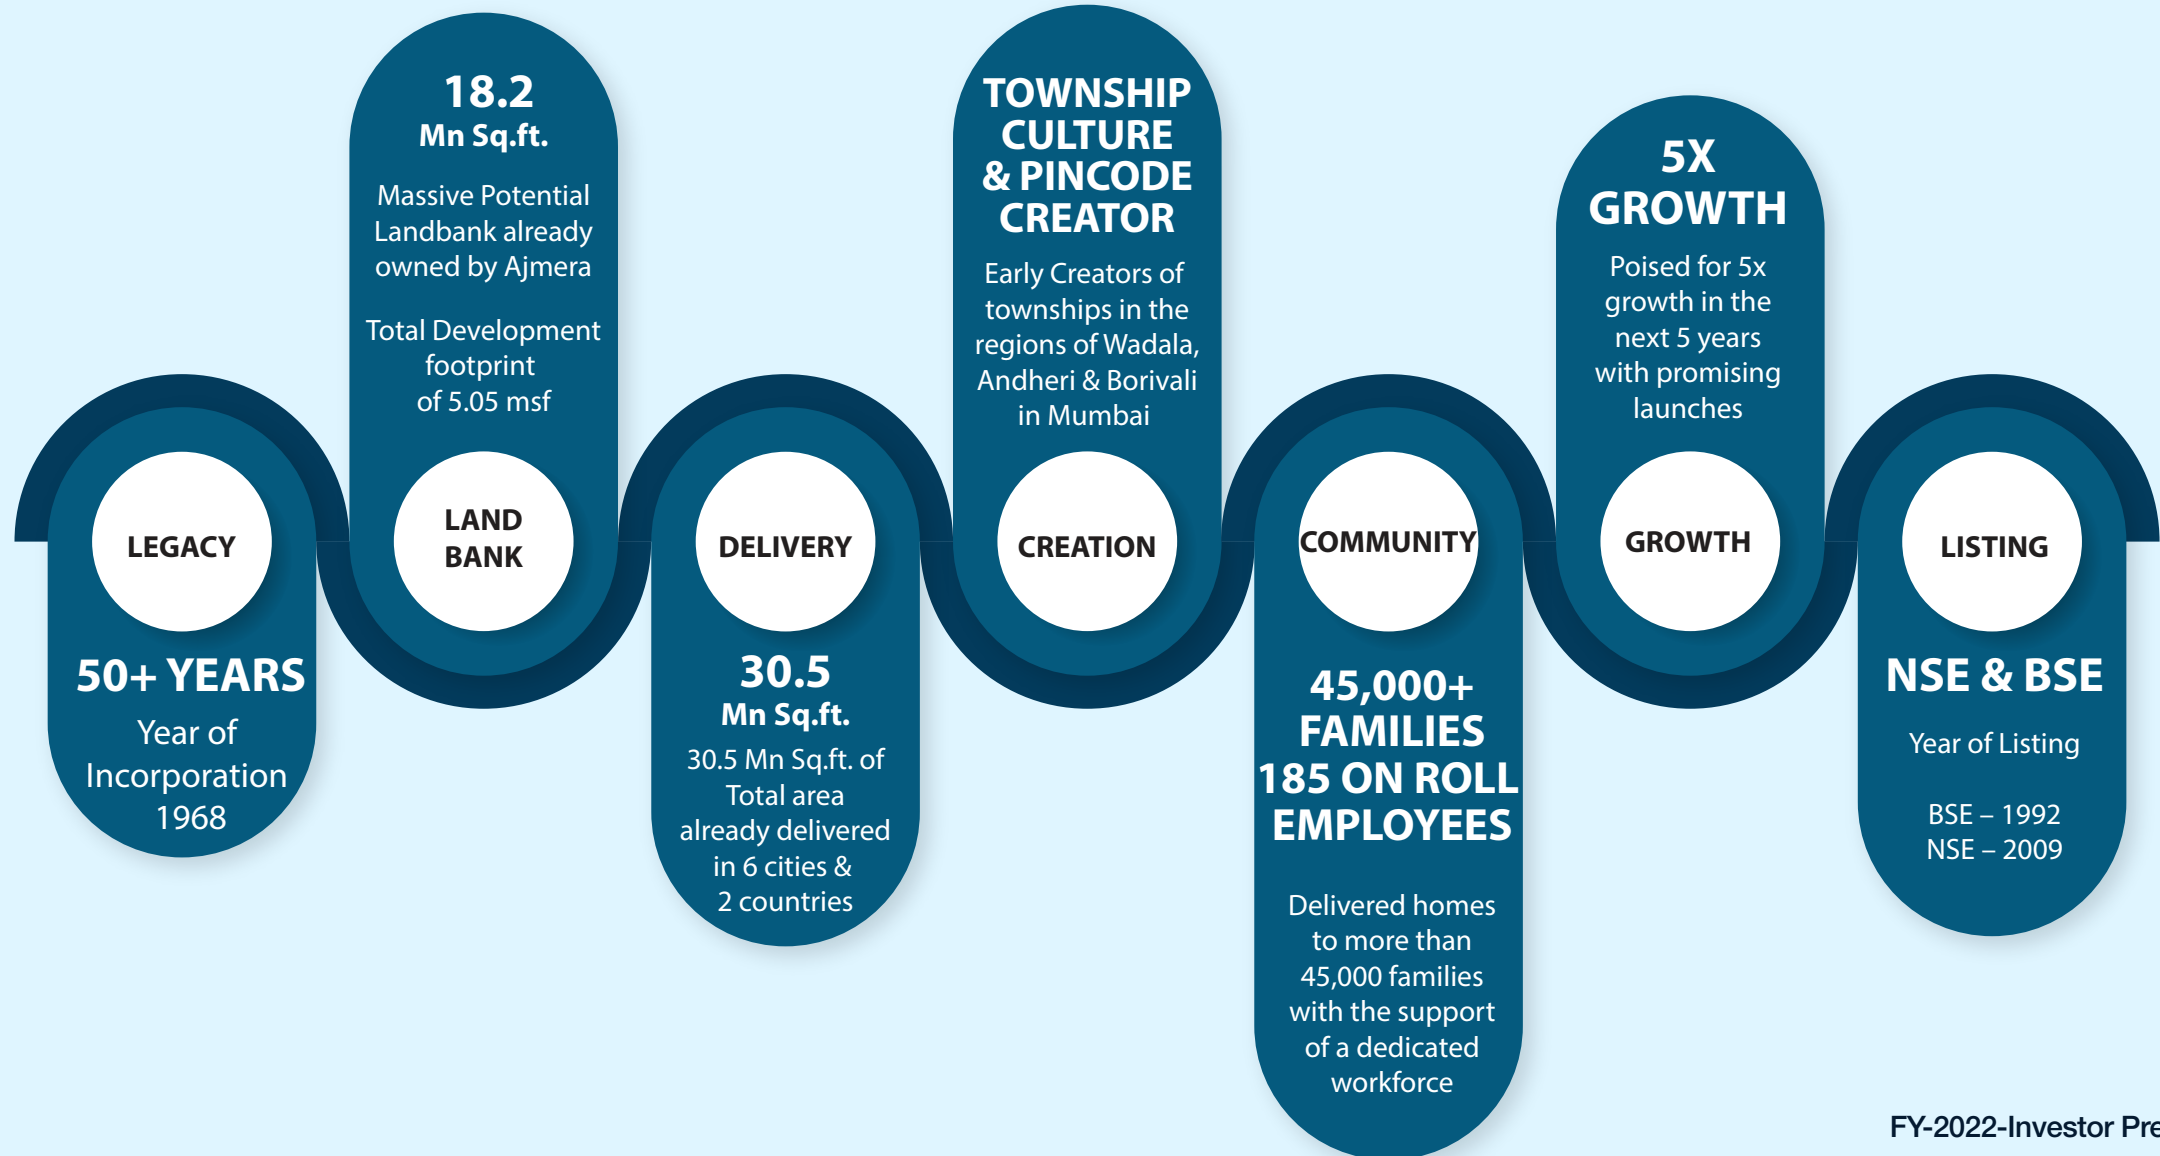 LEGACY
50+ YEARS
Year of
Incorporation
1968
18.2
Mn Sq.ft.
Massive Potential
Landbank already
owned by Ajmera
Total Development
footprint
of 5.05 msf
LAND
BANK
DELIVERY
30.5
Mn Sq.ft.
30.5 Mn Sq.ft. of
Total area
already delivered
in 6 cities &
2 countries
TOWNSHIP
CULTURE
& PINCODE
CREATOR
Early Creators of
townships in the
regions of Wadala,
Andheri & Borivali
in Mumbai
CREATION
COMMUNITY
45,000+
FAMILIES
185 ON ROLL
EMPLOYEES
Delivered homes
to more than
45,000 families
with the support
of a dedicated
workforce
5X
GROWTH
Poised for 5x
growth in the
next 5 years
with promising
launches
GROWTH
LISTING
NSE & BSE
Year of Listing
BSE – 1992
NSE – 2009
FY-2022-Investor Pre